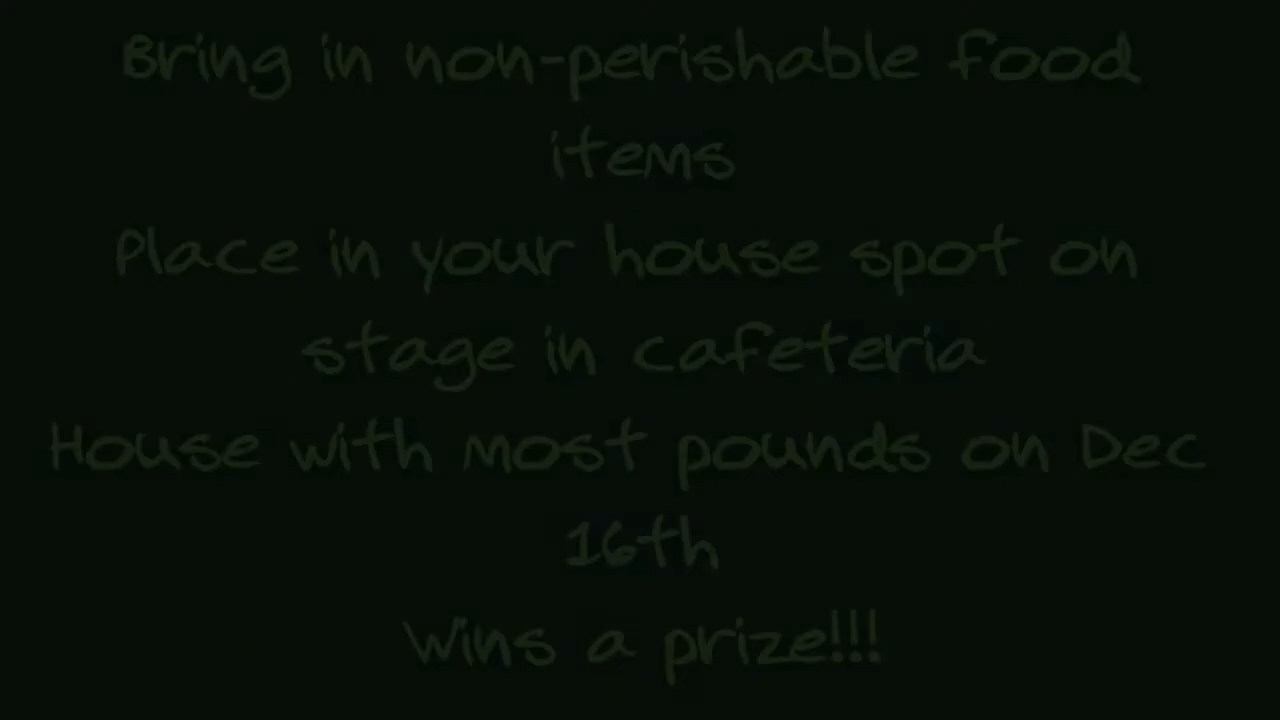 Bring in non-perishable food
items
Place in your house spot on
stage in cafeteria
House with most pounds on Dec
16th
Wins a prize!!!